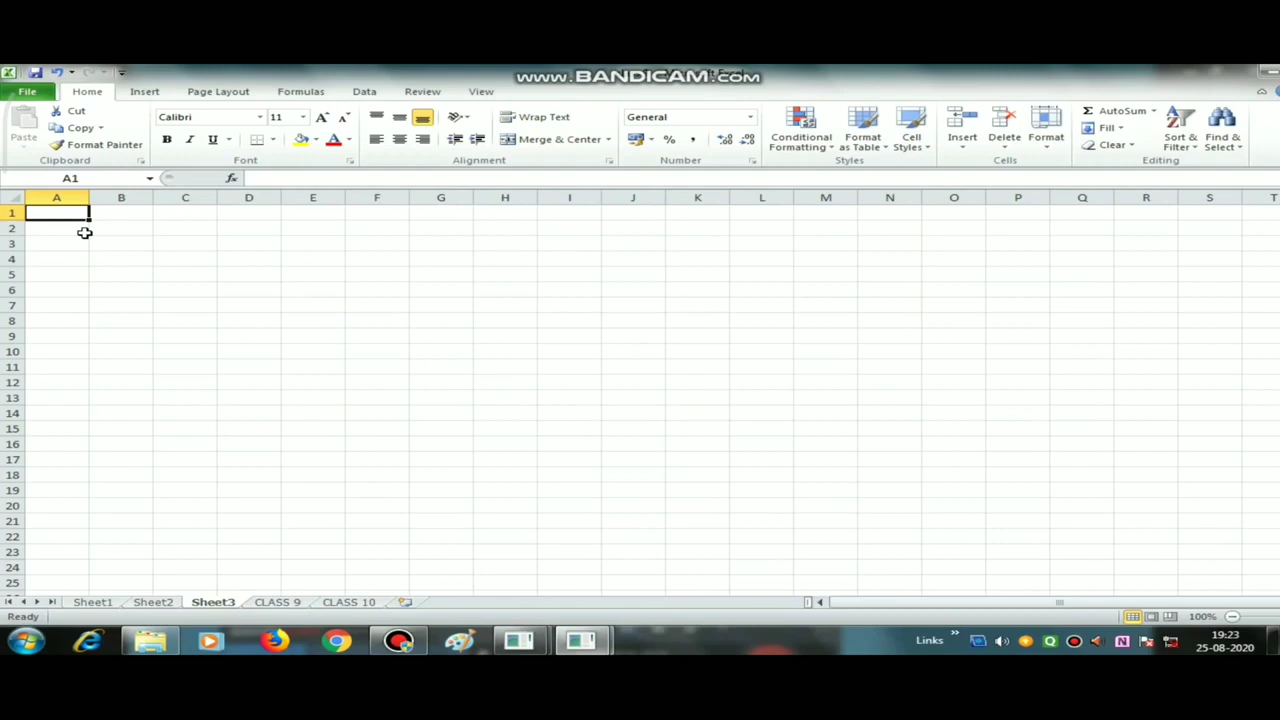 www.BANDICAM.com
File Home Insert Page Layout Formulas Data Review View
Cut
Copy
Format Painter
Paste
Clipboard
Calibri 11
B I U A
Font
Wrap Text
Merge & Center
Alignment
General
% ,
Number
Conditional Formatting
Format as Table
Cell Styles
Styles
Insert Delete Format
Cells
Σ AutoSum
Fill
Clear
Sort & Filter
Find & Select
Editing
A1 fx
A B C D E F G H I J K L M N O P Q R S T
1
2
3
4
5
6
7
8
9
10
11
12
13
14
15
16
17
18
19
20
21
22
23
24
25
Sheet1 Sheet2 Sheet3 CLASS 9 CLASS 10
Ready 100%
Links »
19:23
25-08-2020